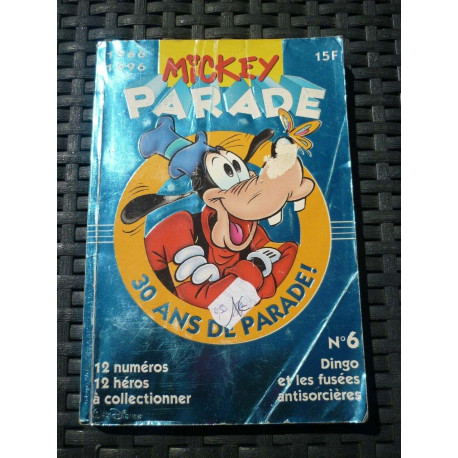 1966
1996
15F
MICKEY
PARADE
30 ANS DE PARADE!
N°6
12 numéros
12 héros
à collectionner
Dingo
et les fusées
antisorcières